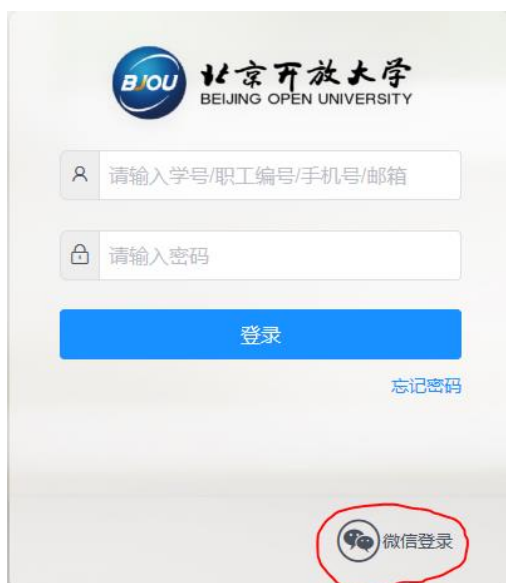 BJOU
北京开放大学
BEIJING OPEN UNIVERSITY
请输入学号/职工编号/手机号/邮箱
请输入密码
登录
忘记密码
微信登录